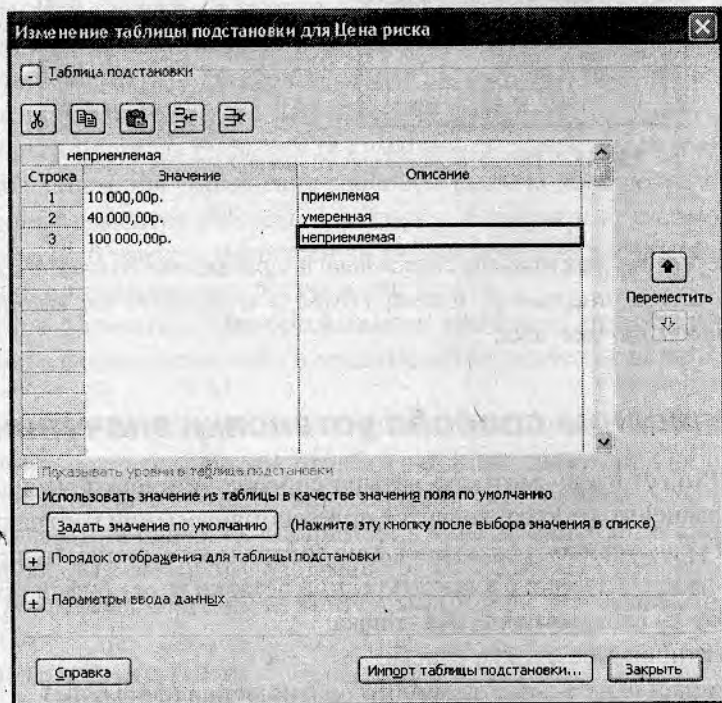 Изменение таблицы подстановки для Цена риска
Таблица подстановки
неприемлемая
Строка Значение Описание
1 10 000,00р. приемлемая
2 40 000,00р. умеренная
3 100 000,00р. неприемлемая
Переместить
Показывать уровни в таблице подстановки
Использовать значение из таблицы в качестве значения поля по умолчанию
Задать значение по умолчанию (Нажмите эту кнопку после выбора значения в списке)
Порядок отображения для таблицы подстановки
Параметры ввода данных
Справка Импорт таблицы подстановки... Закрыть